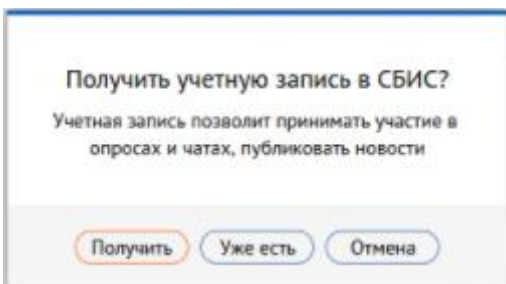 Получить учетную запись в СБИС?
Учетная запись позволит принимать участие в
опросах и чатах, публиковать новости
Получить Уже есть Отмена